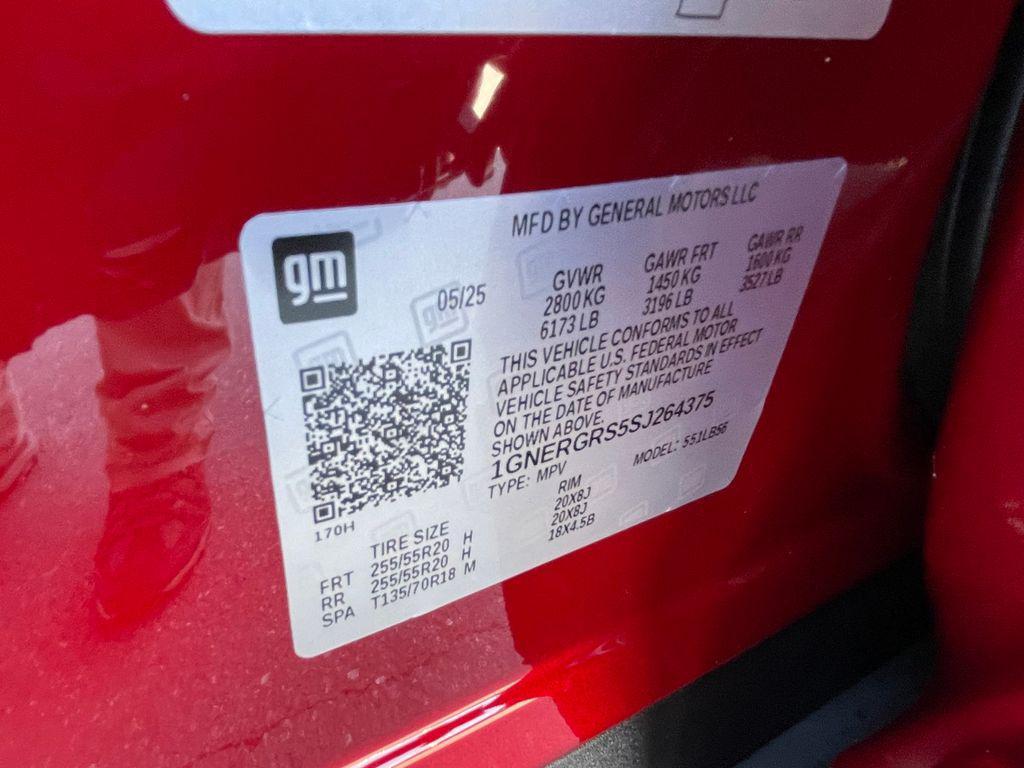 MFD BY GENERAL MOTORS LLC
gm
05/25
GVWR GAWR FRT GAWR RR
2800 KG 1450 KG 1600 KG
6173 LB 3196 LB 3527 LB
THIS VEHICLE CONFORMS TO ALL
APPLICABLE U.S. FEDERAL MOTOR
VEHICLE SAFETY STANDARDS IN EFFECT
ON THE DATE OF MANUFACTURE
SHOWN ABOVE.
1GNERGRS5SJ264375
TYPE: MPV MODEL: 551LB56
170H
TIRE SIZE RIM
FRT 255/55R20 H 20X8J
RR 255/55R20 H 20X8J
SPA T135/70R18 M 18X4.5B